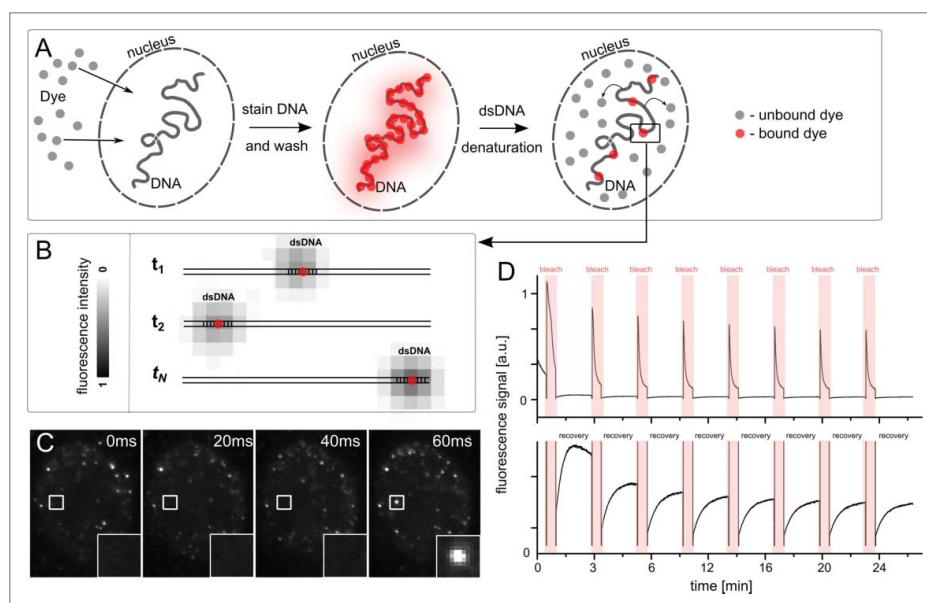 A
nucleus
Dye
DNA
stain DNA
and wash
nucleus
DNA
dsDNA
denaturation
nucleus
DNA
- unbound dye
- bound dye
B
fluorescence intensity
0
1
t1
dsDNA
t2
dsDNA
tN
dsDNA
C
0ms
20ms
40ms
60ms
D
bleach bleach bleach bleach bleach bleach bleach bleach
fluorescence signal [a.u.]
1
0
recovery recovery recovery recovery recovery recovery recovery recovery
0
0 3 6 9 13 16 20 24
time [min]